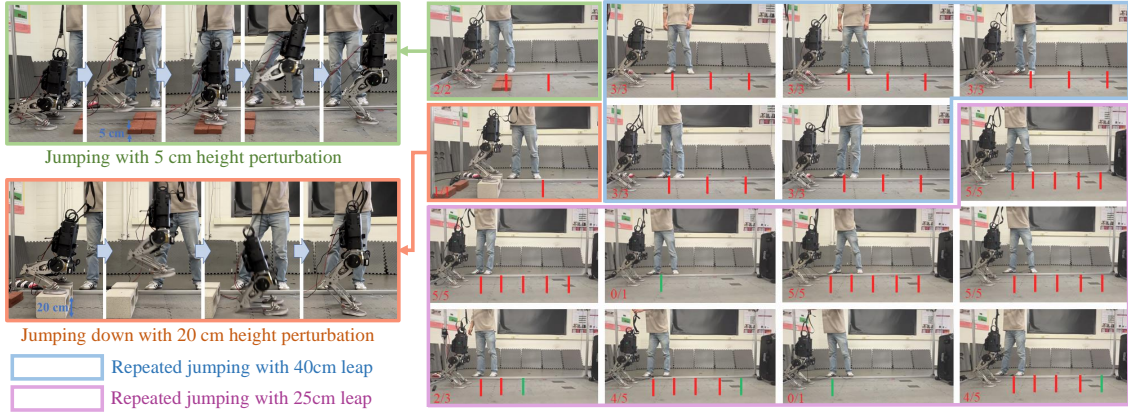 5 cm
Jumping with 5 cm height perturbation
20 cm
Jumping down with 20 cm height perturbation
Repeated jumping with 40cm leap
Repeated jumping with 25cm leap
2/2
3/3
3/3
3/3
1/1
3/3
3/3
5/5
5/5
0/1
5/5
5/5
2/3
4/5
0/1
4/5